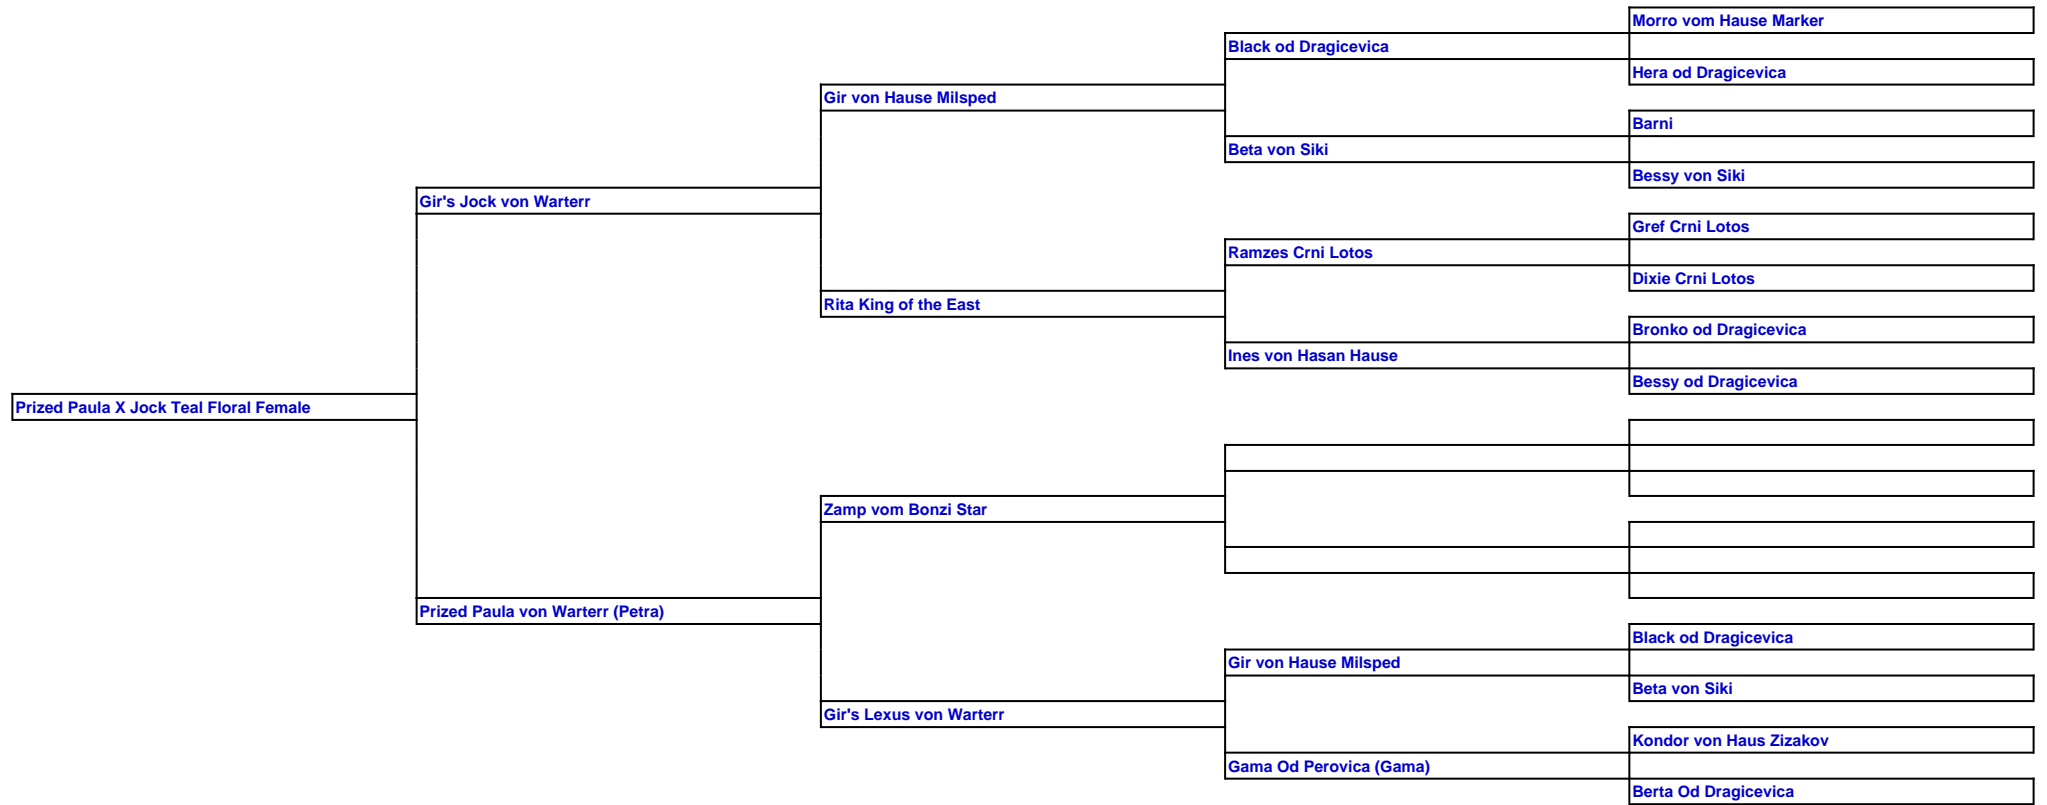 Morro vom Hause Marker
Black od Dragicevica
Hera od Dragicevica
Gir von Hause Milsped
Barni
Beta von Siki
Bessy von Siki
Gir's Jock von Warterr
Gref Crni Lotos
Ramzes Crni Lotos
Dixie Crni Lotos
Rita King of the East
Bronko od Dragicevica
Ines von Hasan Hause
Bessy od Dragicevica
Prized Paula X Jock Teal Floral Female
Zamp vom Bonzi Star
Prized Paula von Warterr (Petra)
Black od Dragicevica
Gir von Hause Milsped
Beta von Siki
Gir's Lexus von Warterr
Kondor von Haus Zizakov
Gama Od Perovica (Gama)
Berta Od Dragicevica